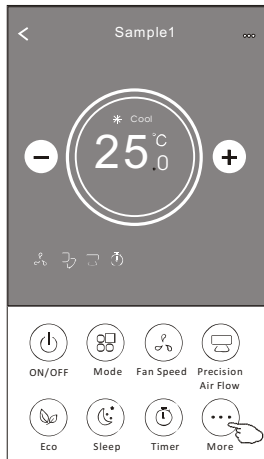 Sample1
Cool
25.0 °C
ON/OFF
Mode
Fan Speed
Precision
Air Flow
Eco
Sleep
Timer
More